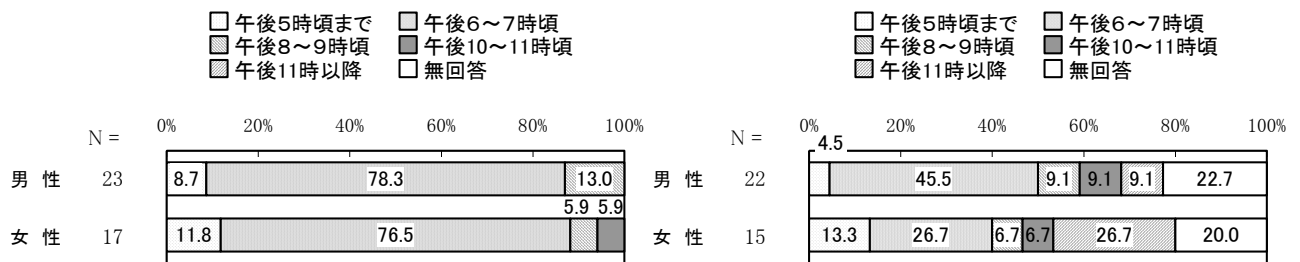 午後5時頃まで 午後6～7時頃
午後8～9時頃 午後10～11時頃
午後11時以降 無回答
N = 0% 20% 40% 60% 80% 100%
男 性 23 8.7 78.3 13.0
5.9 5.9
女 性 17 11.8 76.5
午後5時頃まで 午後6～7時頃
午後8～9時頃 午後10～11時頃
午後11時以降 無回答
N = 0% 20% 40% 60% 80% 100%
4.5
男 性 22 45.5 9.1 9.1 9.1 22.7
女 性 15 13.3 26.7 6.7 6.7 26.7 20.0